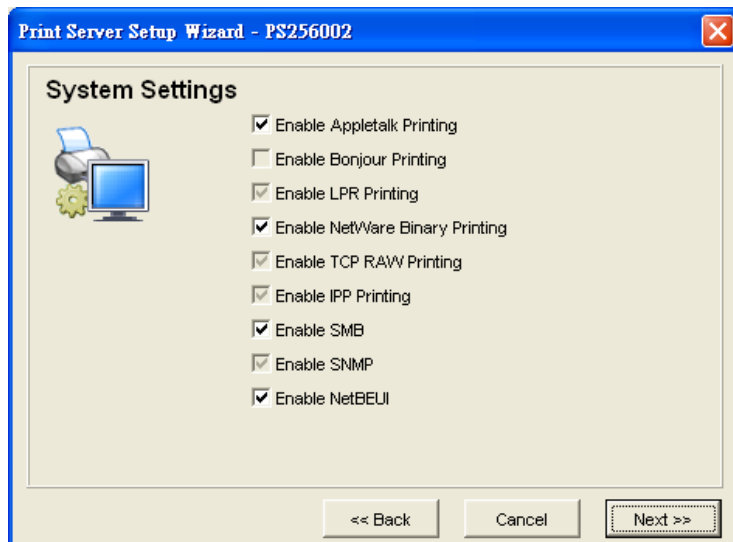 Print Server Setup Wizard - PS256002
System Settings
Enable Appletalk Printing
Enable Bonjour Printing
Enable LPR Printing
Enable NetWare Binary Printing
Enable TCP RAW Printing
Enable IPP Printing
Enable SMB
Enable SNMP
Enable NetBEUI
<< Back Cancel Next >>